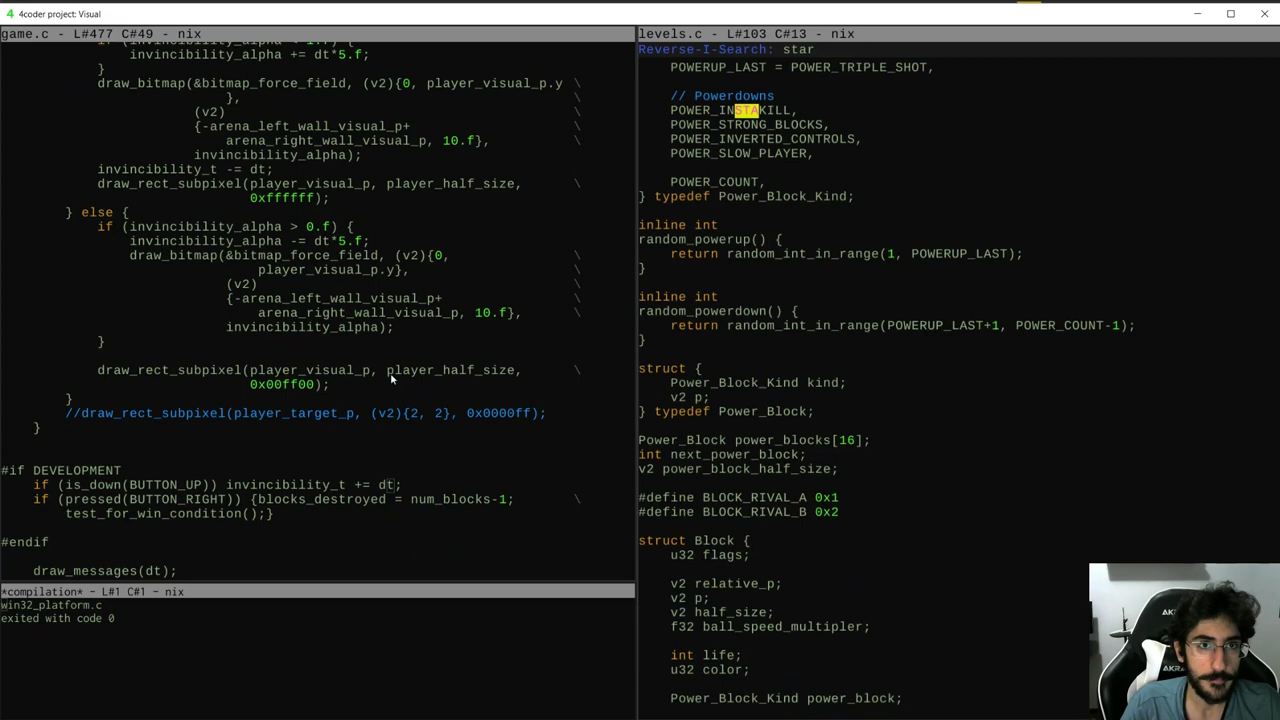 4 4coder project: Visual
game.c - L#477 C#49 - nix
invincibility_alpha += dt*5.f;
}
draw_bitmap(&bitmap_force_field, (v2){0, player_visual_p.y \
}, \
(v2) \
{-arena_left_wall_visual_p+ \
arena_right_wall_visual_p, 10.f}, \
invincibility_alpha);
invincibility_t -= dt;
draw_rect_subpixel(player_visual_p, player_half_size, \
0xffffff);
} else {
if (invincibility_alpha > 0.f) {
invincibility_alpha -= dt*5.f;
draw_bitmap(&bitmap_force_field, (v2){0, \
player_visual_p.y}, \
(v2) \
{-arena_left_wall_visual_p+ \
arena_right_wall_visual_p, 10.f}, \
invincibility_alpha);
}
draw_rect_subpixel(player_visual_p, player_half_size, \
0x00ff00);
}
//draw_rect_subpixel(player_target_p, (v2){2, 2}, 0x0000ff);
}
#if DEVELOPMENT
if (is_down(BUTTON_UP)) invincibility_t += dt;
if (pressed(BUTTON_RIGHT)) {blocks_destroyed = num_blocks-1; \
test_for_win_condition();}
#endif
draw_messages(dt);
*compilation* - L#1 C#1 - nix
win32_platform.c
exited with code 0
levels.c - L#103 C#13 - nix
Reverse-I-Search: star
POWERUP_LAST = POWER_TRIPLE_SHOT,
// Powerdowns
POWER_INSTAKILL,
POWER_STRONG_BLOCKS,
POWER_INVERTED_CONTROLS,
POWER_SLOW_PLAYER,
POWER_COUNT,
} typedef Power_Block_Kind;
inline int
random_powerup() {
return random_int_in_range(1, POWERUP_LAST);
}
inline int
random_powerdown() {
return random_int_in_range(POWERUP_LAST+1, POWER_COUNT-1);
}
struct {
Power_Block_Kind kind;
v2 p;
} typedef Power_Block;
Power_Block power_blocks[16];
int next_power_block;
v2 power_block_half_size;
#define BLOCK_RIVAL_A 0x1
#define BLOCK_RIVAL_B 0x2
struct Block {
u32 flags;
v2 relative_p;
v2 p;
v2 half_size;
f32 ball_speed_multipler;
int life;
u32 color;
Power_Block_Kind power_block;